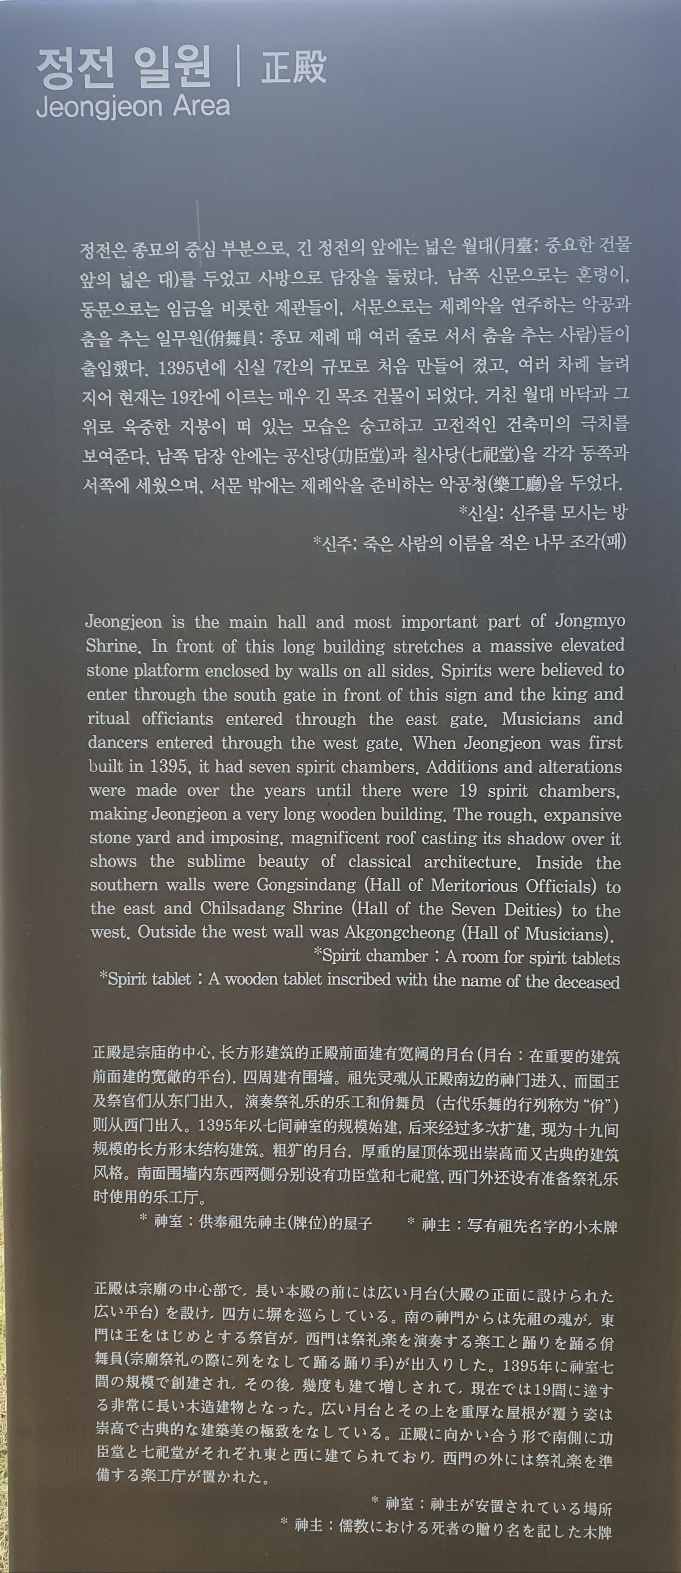 정전 일원 | 正殿
Jeongjeon Area
정전은 종묘의 중심 부분으로, 긴 정전의 앞에는 넓은 월대(月臺: 중요한 건물
앞의 넓은 대)를 두었고 사방으로 담장을 둘렀다. 남쪽 신문으로는 혼령이,
동문으로는 임금을 비롯한 제관들이, 서문으로는 제례악을 연주하는 악공과
춤을 추는 일무원(佾舞員: 종묘 제례 때 여러 줄로 서서 춤을 추는 사람)들이
출입했다. 1395년에 신실 7칸의 규모로 처음 만들어 졌고, 여러 차례 늘려
지어 현재는 19칸에 이르는 매우 긴 목조 건물이 되었다. 거친 월대 바닥과 그
위로 육중한 지붕이 떠 있는 모습은 숭고하고 고전적인 건축미의 극치를
보여준다. 남쪽 담장 안에는 공신당(功臣堂)과 칠사당(七祀堂)을 각각 동쪽과
서쪽에 세웠으며, 서문 밖에는 제례악을 준비하는 악공청(樂工廳)을 두었다.
*신실: 신주를 모시는 방
*신주: 죽은 사람의 이름을 적은 나무 조각(패)
Jeongjeon is the main hall and most important part of Jongmyo
Shrine. In front of this long building stretches a massive elevated
stone platform enclosed by walls on all sides. Spirits were believed to
enter through the south gate in front of this sign and the king and
ritual officiants entered through the east gate. Musicians and
dancers entered through the west gate. When Jeongjeon was first
built in 1395, it had seven spirit chambers. Additions and alterations
were made over the years until there were 19 spirit chambers,
making Jeongjeon a very long wooden building. The rough, expansive
stone yard and imposing, magnificent roof casting its shadow over it
shows the sublime beauty of classical architecture. Inside the
southern walls were Gongsindang (Hall of Meritorious Officials) to
the east and Chilsadang Shrine (Hall of the Seven Deities) to the
west. Outside the west wall was Akgongcheong (Hall of Musicians).
*Spirit chamber : A room for spirit tablets
*Spirit tablet : A wooden tablet inscribed with the name of the deceased
正殿是宗庙的中心, 长方形建筑的正殿前面建有宽阔的月台 (月台 : 在重要的建筑
前面建的宽敞的平台), 四周建有围墙。祖先灵魂从正殿南边的神门进入, 而国王
及祭官们从东门出入, 演奏祭礼乐的乐工和佾舞员 (古代乐舞的行列称为 “佾”)
则从西门出入。1395年以七间神室的规模始建, 后来经过多次扩建, 现为十九间
规模的长方形木结构建筑。粗犷的月台, 厚重的屋顶体现出崇高而又古典的建筑
风格。南面围墙内东西两侧分别设有功臣堂和七祀堂, 西门外还设有准备祭礼乐
时使用的乐工厅。
* 神室 : 供奉祖先神主(牌位)的屋子 * 神主 : 写有祖先名字的小木牌
正殿は宗廟の中心部で、長い本殿の前には広い月台(大殿の正面に設けられた
広い平台) を設け、四方に塀を巡らしている。南の神門からは先祖の魂が、東
門は王をはじめとする祭官が、西門は祭礼楽を演奏する楽工と踊りを踊る佾
舞員(宗廟祭礼の際に列をなして踊る踊り手)が出入りした。1395年に神室七
間の規模で創建され、その後、幾度も建て増しされて、現在では19間に達す
る非常に長い木造建物となった。広い月台とその上を重厚な屋根が覆う姿は
崇高で古典的な建築美の極致をなしている。正殿に向かい合う形で南側に功
臣堂と七祀堂がそれぞれ東と西に建てられており、西門の外には祭礼楽を準
備する楽工庁が置かれた。
* 神室 : 神主が安置されている場所
* 神主 : 儒教における死者の贈り名を記した木牌